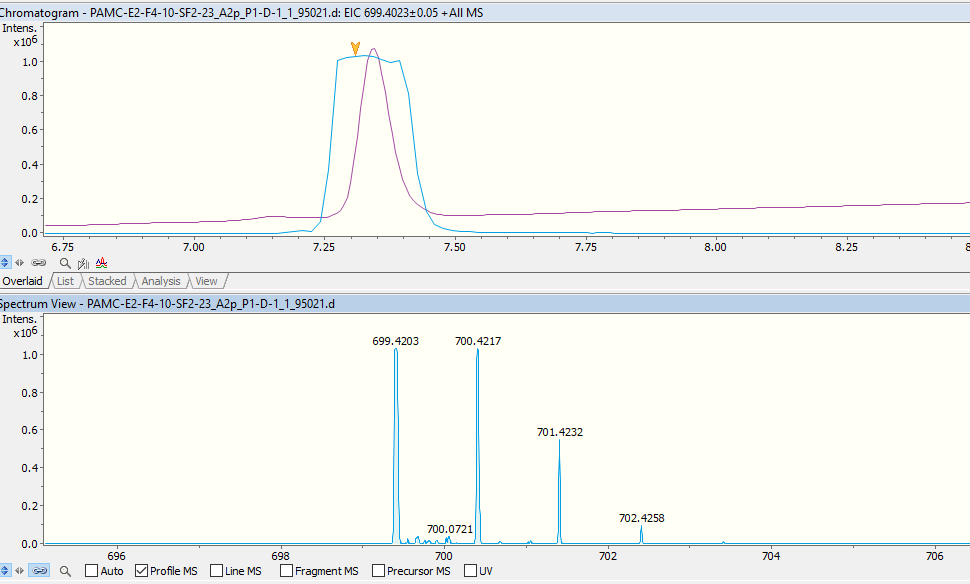 Chromatogram - PAMC-E2-F4-10-SF2-23_A2p_P1-D-1_1_95021.d: EIC 699.4023±0.05 +All MS
Intens.
x10⁶
1.0
0.8
0.6
0.4
0.2
0.0
6.75 7.00 7.25 7.50 7.75 8.00 8.25
Overlaid List Stacked Analysis View
Spectrum View - PAMC-E2-F4-10-SF2-23_A2p_P1-D-1_1_95021.d
Intens.
x10⁶
699.4203 700.4217
1.0
0.8
701.4232
0.6
0.4
702.4258
0.2
700.0721
0.0
696 698 700 702 704 706
Auto Profile MS Line MS Fragment MS Precursor MS UV